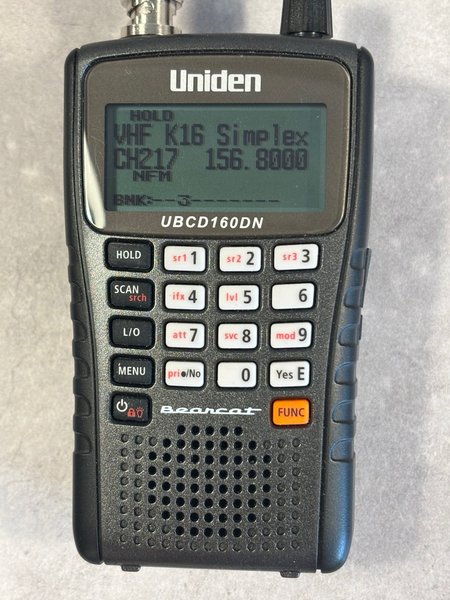 Uniden
HOLD
VHF K16 Simplex
CH217 156.8000
NFM
BNK:--3-------
UBCD160DN
HOLD sr1 1 sr2 2 sr3 3
SCAN srch ifx 4 lvl 5 6
L/O att 7 svc 8 mod 9
MENU pri •/No 0 Yes E
Bearcat FUNC